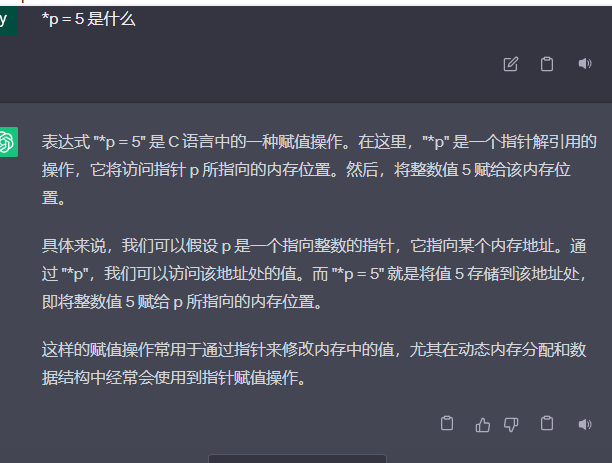 y
*p = 5 是什么
表达式 "*p = 5" 是 C 语言中的一种赋值操作。在这里，"*p" 是一个指针解引用的
操作，它将访问指针 p 所指向的内存位置。然后，将整数值 5 赋给该内存位
置。
具体来说，我们可以假设 p 是一个指向整数的指针，它指向某个内存地址。通
过 "*p"，我们可以访问该地址处的值。而 "*p = 5" 就是将值 5 存储到该地址处，
即将整数值 5 赋给 p 所指向的内存位置。
这样的赋值操作常用于通过指针来修改内存中的值，尤其在动态内存分配和数
据结构中经常会使用到指针赋值操作。